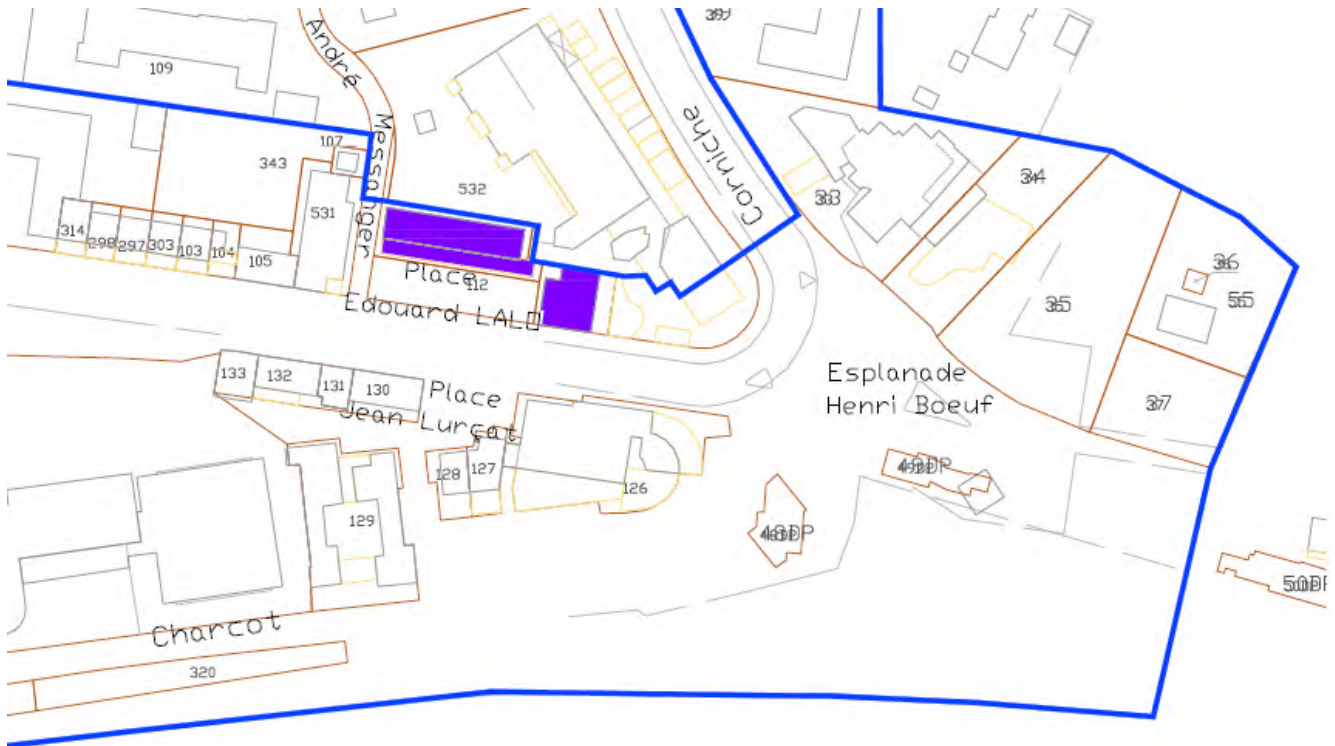 39
109
André
Messonger
Corniche
107
343
532
33
34
531
314
298
297
303
103
104
105
Place
112
Edouard LALO
36
55
35
37
133
132
131
130
Place
Jean Lurçat
Esplanade
Henri Boeuf
128
127
126
129
49DP
48DP
50DP
Charcot
320